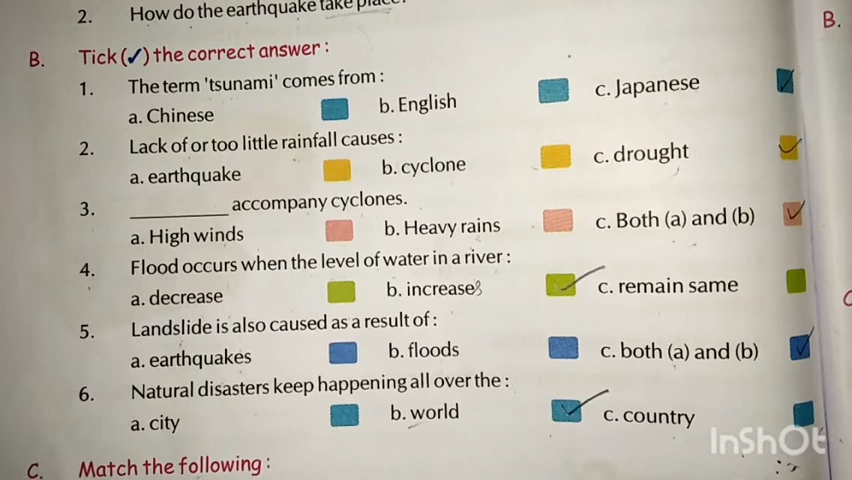 2. How do the earthquake take place?
B.
B. Tick (✓) the correct answer :
1. The term 'tsunami' comes from :
a. Chinese b. English c. Japanese
2. Lack of or too little rainfall causes :
a. earthquake b. cyclone c. drought
3. __________ accompany cyclones.
a. High winds b. Heavy rains c. Both (a) and (b)
4. Flood occurs when the level of water in a river :
a. decrease b. increases c. remain same
5. Landslide is also caused as a result of :
a. earthquakes b. floods c. both (a) and (b)
6. Natural disasters keep happening all over the :
a. city b. world c. country
C. Match the following :
InShOt